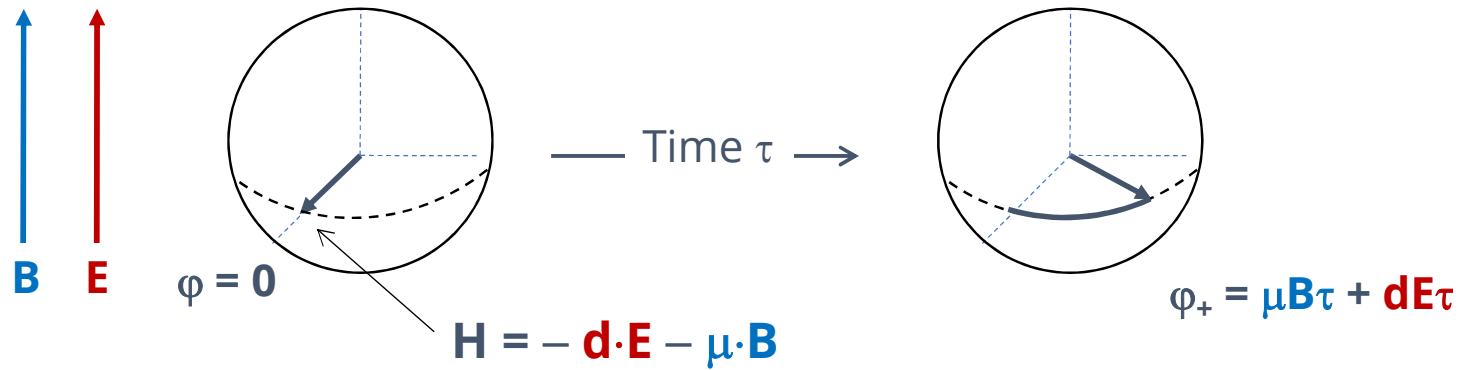 B
E
φ = 0
H = – d·E – μ·B
Time τ
φ₊ = μBτ + dEτ